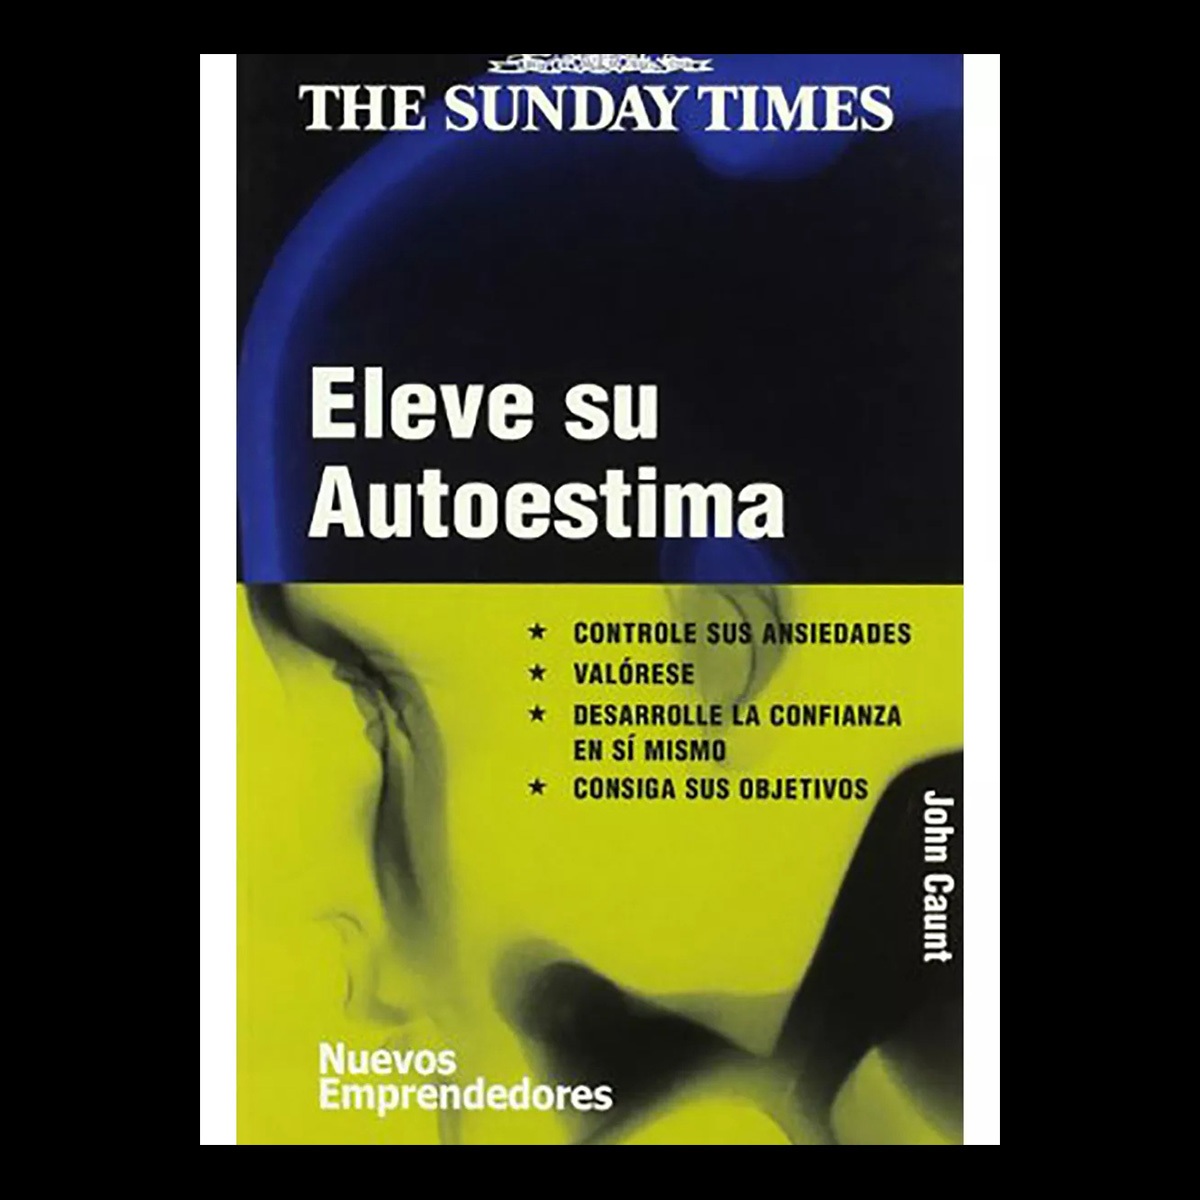 THE SUNDAY TIMES
Eleve su
Autoestima
★ CONTROLE SUS ANSIEDADES
★ VALÓRESE
★ DESARROLLE LA CONFIANZA
EN SÍ MISMO
★ CONSIGA SUS OBJETIVOS
John Caunt
Nuevos
Emprendedores